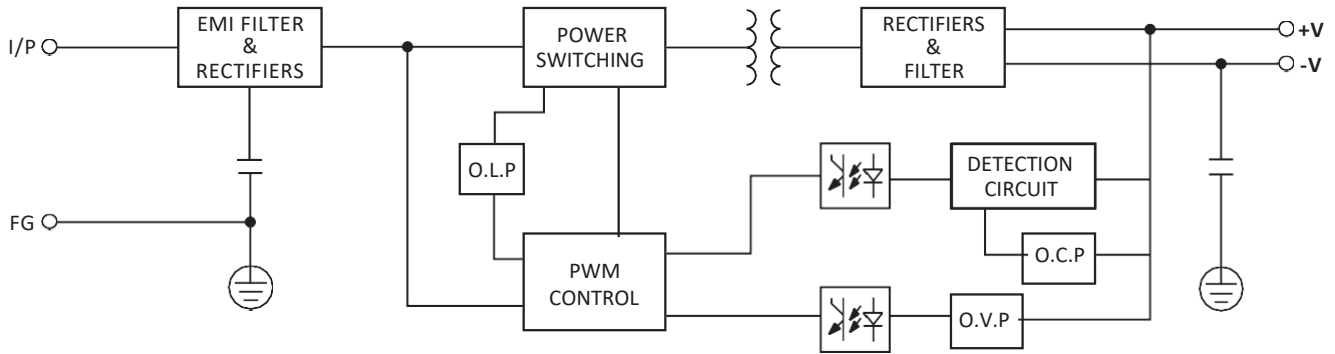 I/P
EMI FILTER
&
RECTIFIERS
POWER
SWITCHING
RECTIFIERS
&
FILTER
+V
-V
O.L.P
DETECTION
CIRCUIT
FG
O.C.P
PWM
CONTROL
O.V.P